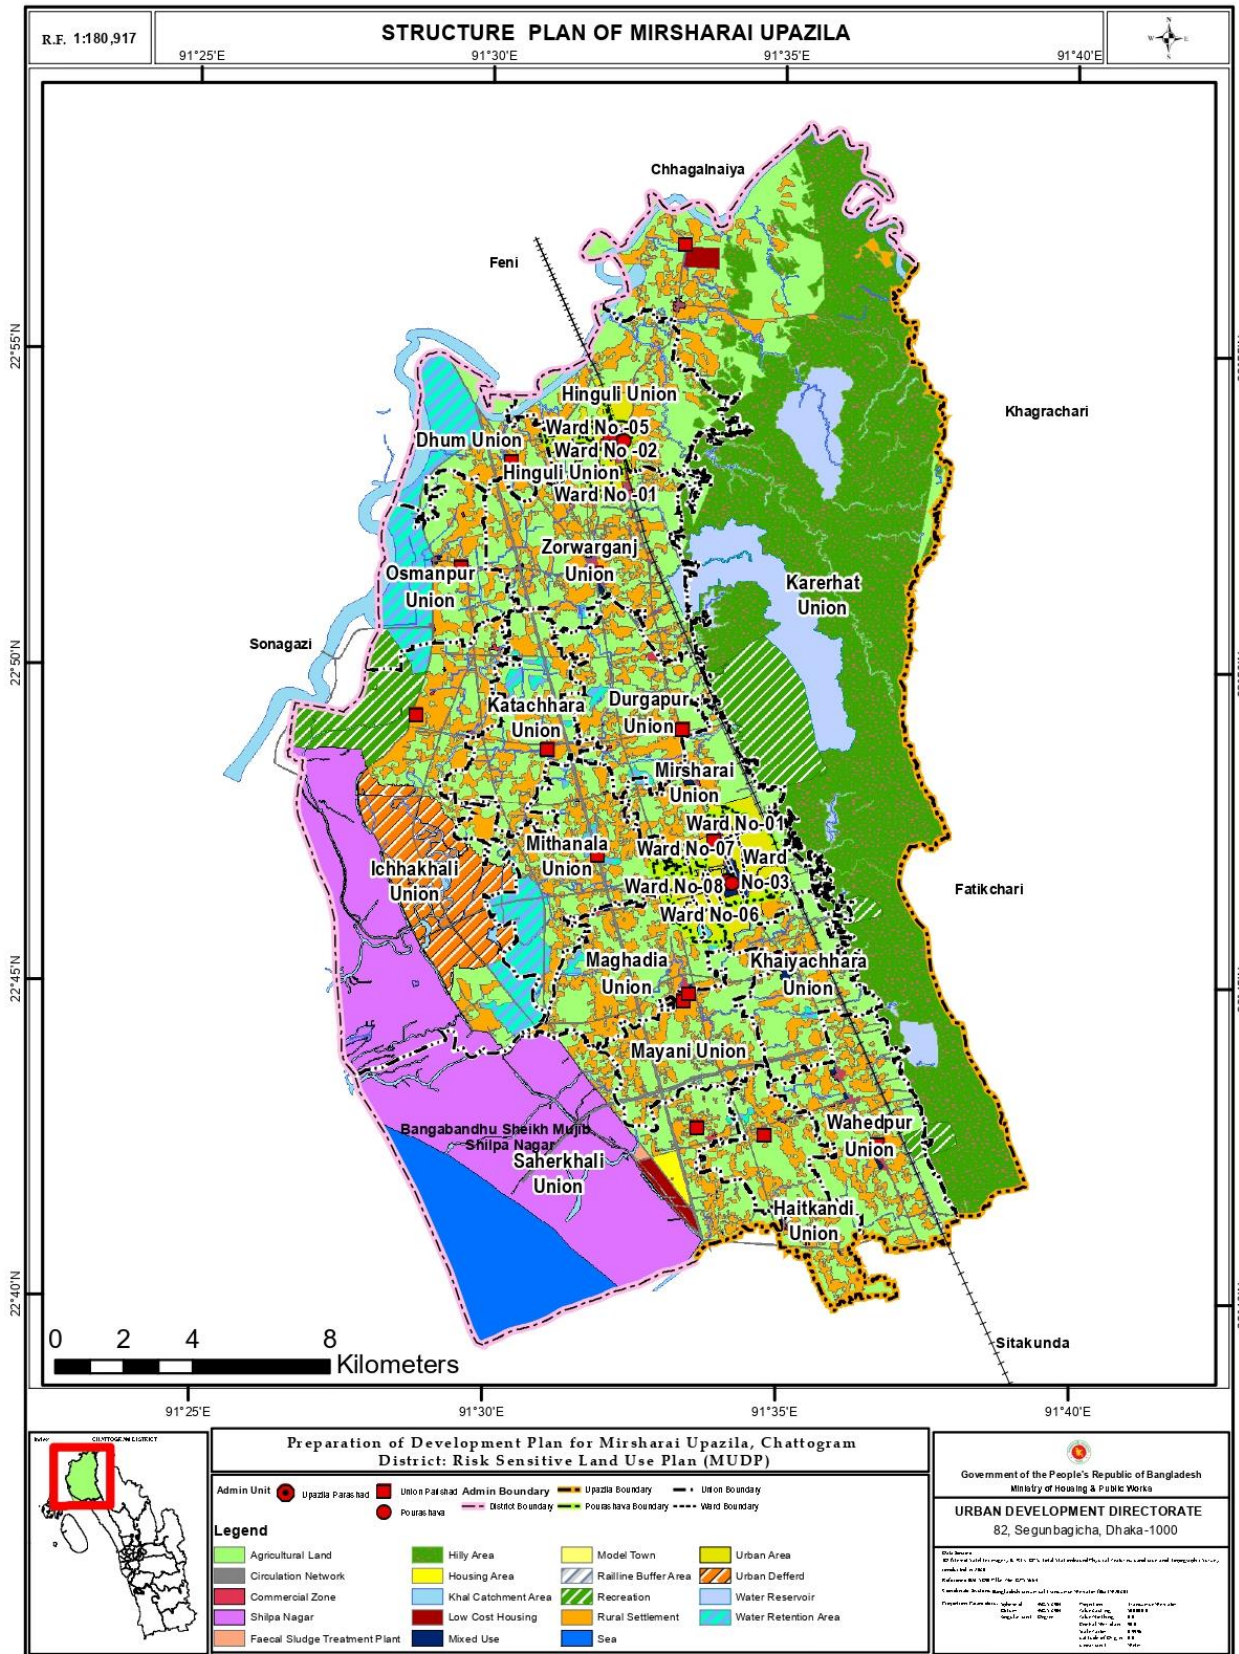 R.F. 1:180,917
STRUCTURE PLAN OF MIRSHARAI UPAZILA
N
W E
S
91°25'E
91°30'E
91°35'E
91°40'E
Chhagalnaiya
Feni
22°55'N
Khagrachari
Hinguli Union
Ward No -05
Dhum Union
Ward No -02
Hinguli Union
Ward No -01
Zorwarganj
Union
Osmanpur
Union
Karerhat
Union
Sonagazi
22°50'N
Katachhara
Union
Durgapur
Union
Mirsharai
Union
Ward No-01
Mithanala
Union
Ward No-07
Ward
No-03
Ichhakhali
Union
Ward No-08
Fatikchari
Ward No-06
22°45'N
Maghadia
Union
Khaiyachhara
Union
Mayani Union
Bangabandhu Sheikh Mujib
Shilpa Nagar
Wahedpur
Union
Saherkhali
Union
Haitkandi
Union
22°40'N
0 2 4 8
Kilometers
Sitakunda
91°25'E
91°30'E
91°35'E
91°40'E
Index
CHATTOGRAM DISTRICT
Preparation of Development Plan for Mirsharai Upazila, Chattogram
District: Risk Sensitive Land Use Plan (MUDP)
Admin Unit
Upazila Parashad
Union Parishad
Pourashava
Admin Boundary
Upazila Boundary
Union Boundary
District Boundary
Pourashava Boundary
Ward Boundary
Legend
Agricultural Land
Hilly Area
Model Town
Urban Area
Circulation Network
Housing Area
Railline Buffer Area
Urban Defferd
Commercial Zone
Khal Catchment Area
Recreation
Water Reservoir
Shilpa Nagar
Low Cost Housing
Rural Settlement
Water Retention Area
Faecal Sludge Treatment Plant
Mixed Use
Sea
Government of the People's Republic of Bangladesh
Ministry of Housing & Public Works
URBAN DEVELOPMENT DIRECTORATE
82, Segunbagicha, Dhaka-1000